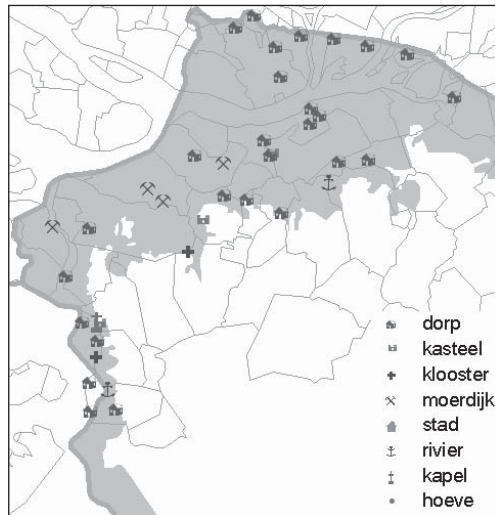 dorp
kasteel
klooster
moerdijk
stad
rivier
kapel
hoeve